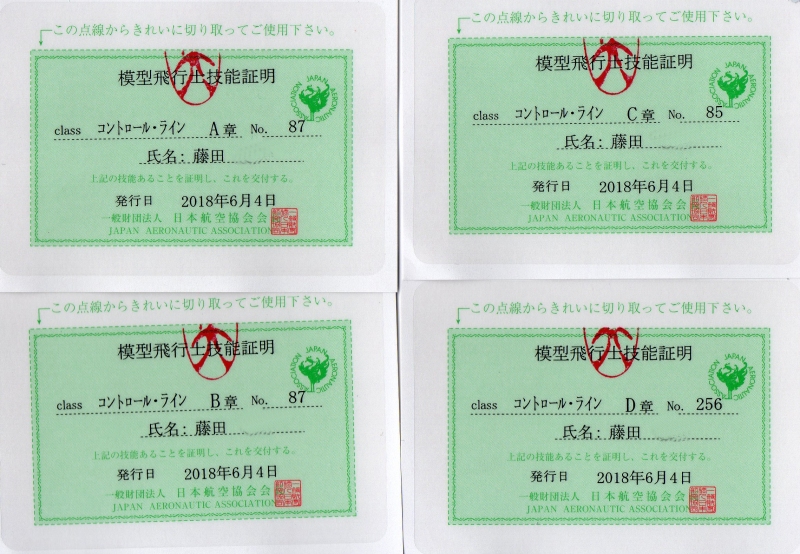 この点線からきれいに切り取ってご使用下さい。
模型飛行士技能証明
JAPAN AERONAUTIC ASSOCIATION
class コントロール・ライン A章 No. 87
氏名: 藤田
上記の技能あることを証明し、これを交付する。
発行日 2018年6月4日
一般財団法人 日本航空協会会
JAPAN AERONAUTIC ASSOCIATION
この点線からきれいに切り取ってご使用下さい。
模型飛行士技能証明
JAPAN AERONAUTIC ASSOCIATION
class コントロール・ライン C章 No. 85
氏名: 藤田
上記の技能あることを証明し、これを交付する。
発行日 2018年6月4日
一般財団法人 日本航空協会会
JAPAN AERONAUTIC ASSOCIATION
この点線からきれいに切り取ってご使用下さい。
模型飛行士技能証明
JAPAN AERONAUTIC ASSOCIATION
class コントロール・ライン B章 No. 87
氏名: 藤田
上記の技能あることを証明し、これを交付する。
発行日 2018年6月4日
一般財団法人 日本航空協会会
JAPAN AERONAUTIC ASSOCIATION
この点線からきれいに切り取ってご使用下さい。
模型飛行士技能証明
JAPAN AERONAUTIC ASSOCIATION
class コントロール・ライン D章 No. 256
氏名: 藤田
上記の技能あることを証明し、これを交付する。
発行日 2018年6月4日
一般財団法人 日本航空協会会
JAPAN AERONAUTIC ASSOCIATION